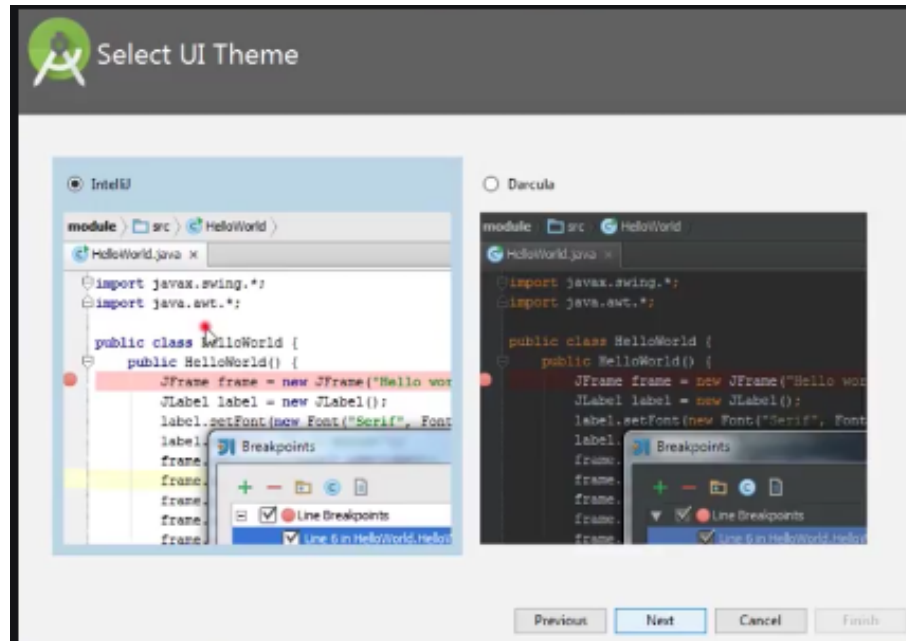 Select UI Theme
IntelliJ
module src HelloWorld
HelloWorld.java ×
import javax.swing.*;
import java.awt.*;
public class HelloWorld {
public HelloWorld() {
JFrame frame = new JFrame("Hello wor
JLabel label = new JLabel();
label.setFont(new Font("Serif", Font
label.
frame.
frame.
frame.
frame.
frame.
Breakpoints
Line Breakpoints
Line 6 in HelloWorld.Hello
Darcula
module src HelloWorld
HelloWorld.java ×
import javax.swing.*;
import java.awt.*;
public class HelloWorld {
public HelloWorld() {
JFrame frame = new JFrame("Hello wor
JLabel label = new JLabel();
label.setFont(new Font("Serif", Font
label.
frame.
frame.
frame.
frame.
frame.
Breakpoints
Line Breakpoints
Line 6 in HelloWorld.Hello
Previous Next Cancel Finish